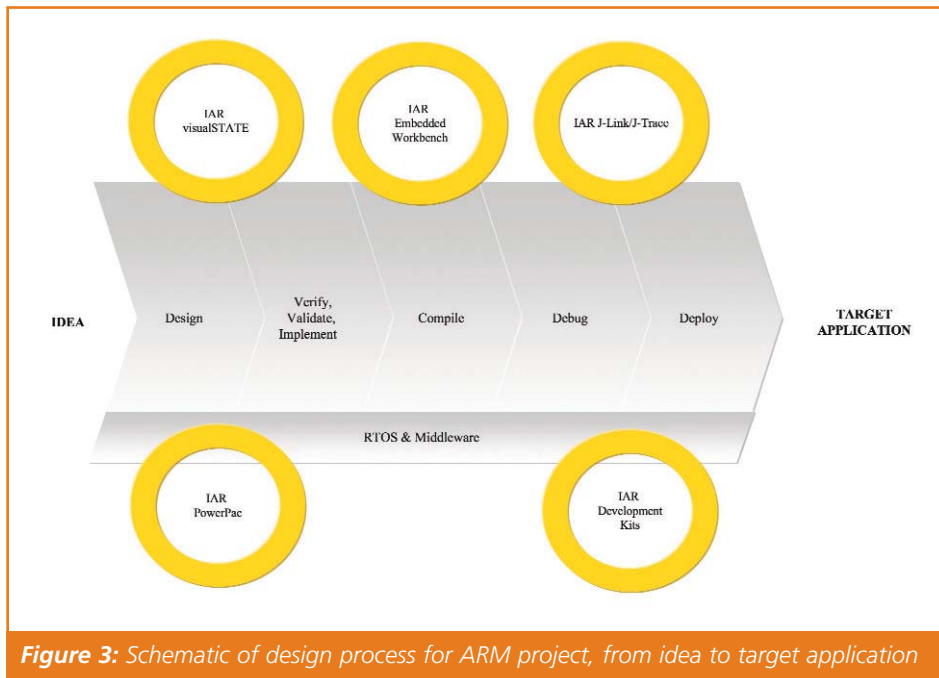 IAR
visualSTATE
IAR
Embedded
Workbench
IAR J-Link/J-Trace
IDEA
Design
Verify,
Validate,
Implement
Compile
Debug
Deploy
TARGET
APPLICATION
RTOS & Middleware
IAR
PowerPac
IAR
Development
Kits
Figure 3: Schematic of design process for ARM project, from idea to target application